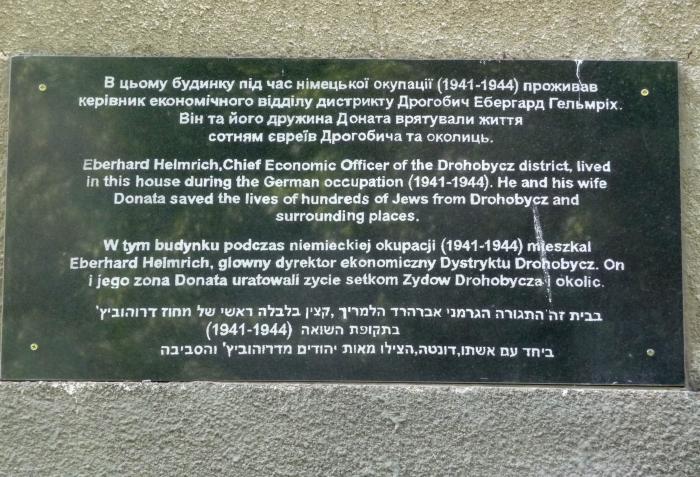 В цьому будинку під час німецької окупації (1941-1944) проживав
керівник економічного відділу дистрикту Дрогобич Ебергард Гельмріх.
Він та його дружина Доната врятували життя
сотням євреїв Дрогобича та околиць.
Eberhard Helmrich,Chief Economic Officer of the Drohobycz district, lived
in this house during the German occupation (1941-1944). He and his wife
Donata saved the lives of hundreds of Jews from Drohobycz and
surrounding places.
W tym budynku podczas niemieckiej okupacji (1941-1944) mieszkal
Eberhard Helmrich, glowny dyrektor ekonomiczny Dystryktu Drohobycz. On
i jego zona Donata uratowali zycie setkom Zydow Drohobycza i okolic.
בבית זה התגורה הגרמני אברהרד הלמריך ,קצין בלבלה ראשי של מחוז דרוהוביץ'
בתקופת השואה (1941-1944)
ביחד עם אשתו,דונטה,הצילו מאות יהודים מדרוהוביץ' והסביבה